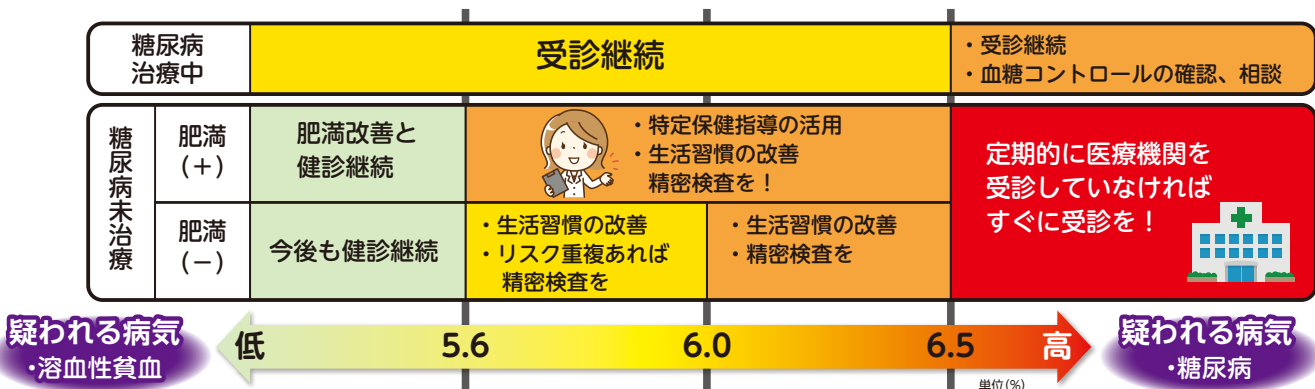 糖尿病
治療中
受診継続
・受診継続
・血糖コントロールの確認、相談
糖尿病未治療
肥満
(+)
肥満改善と
健診継続
・特定保健指導の活用
・生活習慣の改善
精密検査を！
定期的に医療機関を
受診していなければ
すぐに受診を！
肥満
(−)
今後も健診継続
・生活習慣の改善
・リスク重複あれば
精密検査を
・生活習慣の改善
・精密検査を
疑われる病気
・溶血性貧血
低
5.6
6.0
6.5
高
単位(%)
疑われる病気
・糖尿病